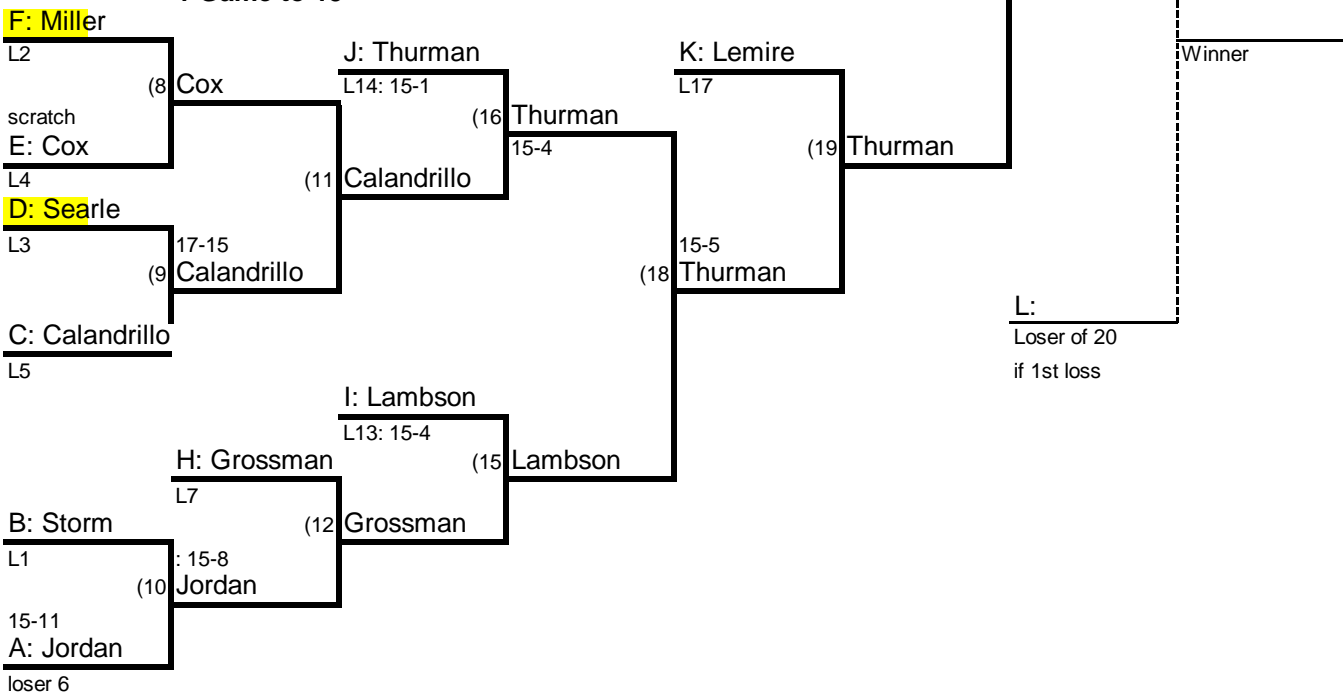 F: Miller
L2
J: Thurman
K: Lemire
Winner
(8 Cox
L14: 15-1
L17
scratch
(16 Thurman
E: Cox
15-4
(19 Thurman
L4
(11 Calandrillo
D: Searle
L3
17-15
15-5
(9 Calandrillo
(18 Thurman
L:
C: Calandrillo
Loser of 20
L5
if 1st loss
I: Lambson
L13: 15-4
H: Grossman
(15 Lambson
L7
B: Storm
(12 Grossman
L1
: 15-8
(10 Jordan
15-11
A: Jordan
loser 6